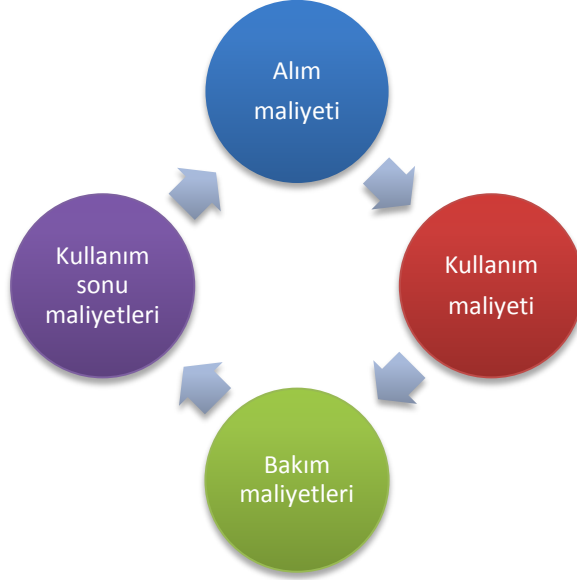 Alım
maliyeti
Kullanım
maliyeti
Bakım
maliyetleri
Kullanım
sonu
maliyetleri